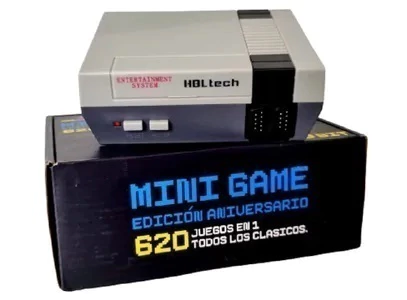 ENTERTAINMENT
SYSTEM
HBLtech
MINI GAME
EDICIÓN ANIVERSARIO
620
JUEGOS EN 1
TODOS LOS CLASICOS.